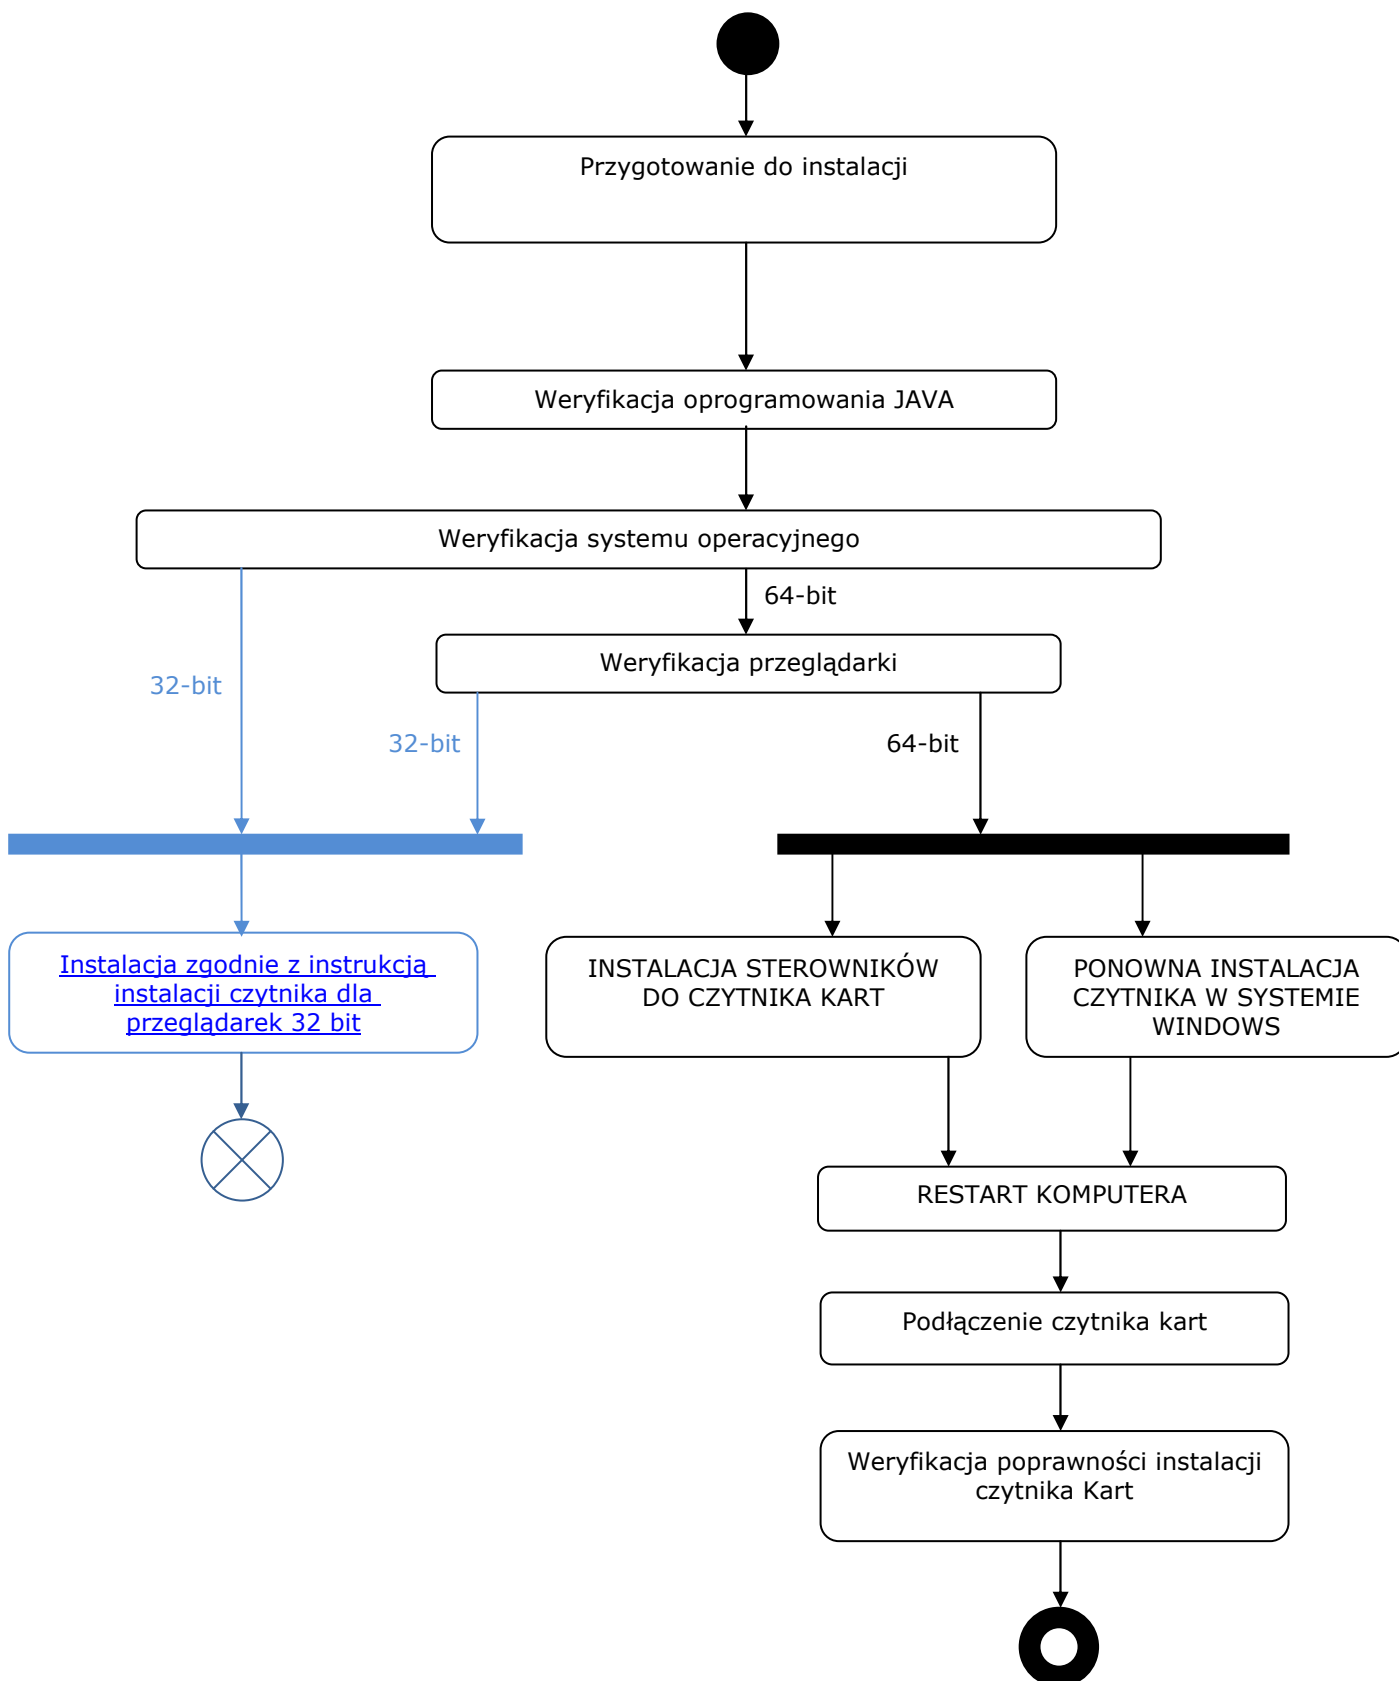 Przygotowanie do instalacji
Weryfikacja oprogramowania JAVA
Weryfikacja systemu operacyjnego
64-bit
Weryfikacja przeglądarki
32-bit
32-bit
64-bit
Instalacja zgodnie z instrukcją
instalacji czytnika dla
przeglądarek 32 bit
INSTALACJA STEROWNIKÓW
DO CZYTNIKA KART
PONOWNA INSTALACJA
CZYTNIKA W SYSTEMIE
WINDOWS
RESTART KOMPUTERA
Podłączenie czytnika kart
Weryfikacja poprawności instalacji
czytnika Kart